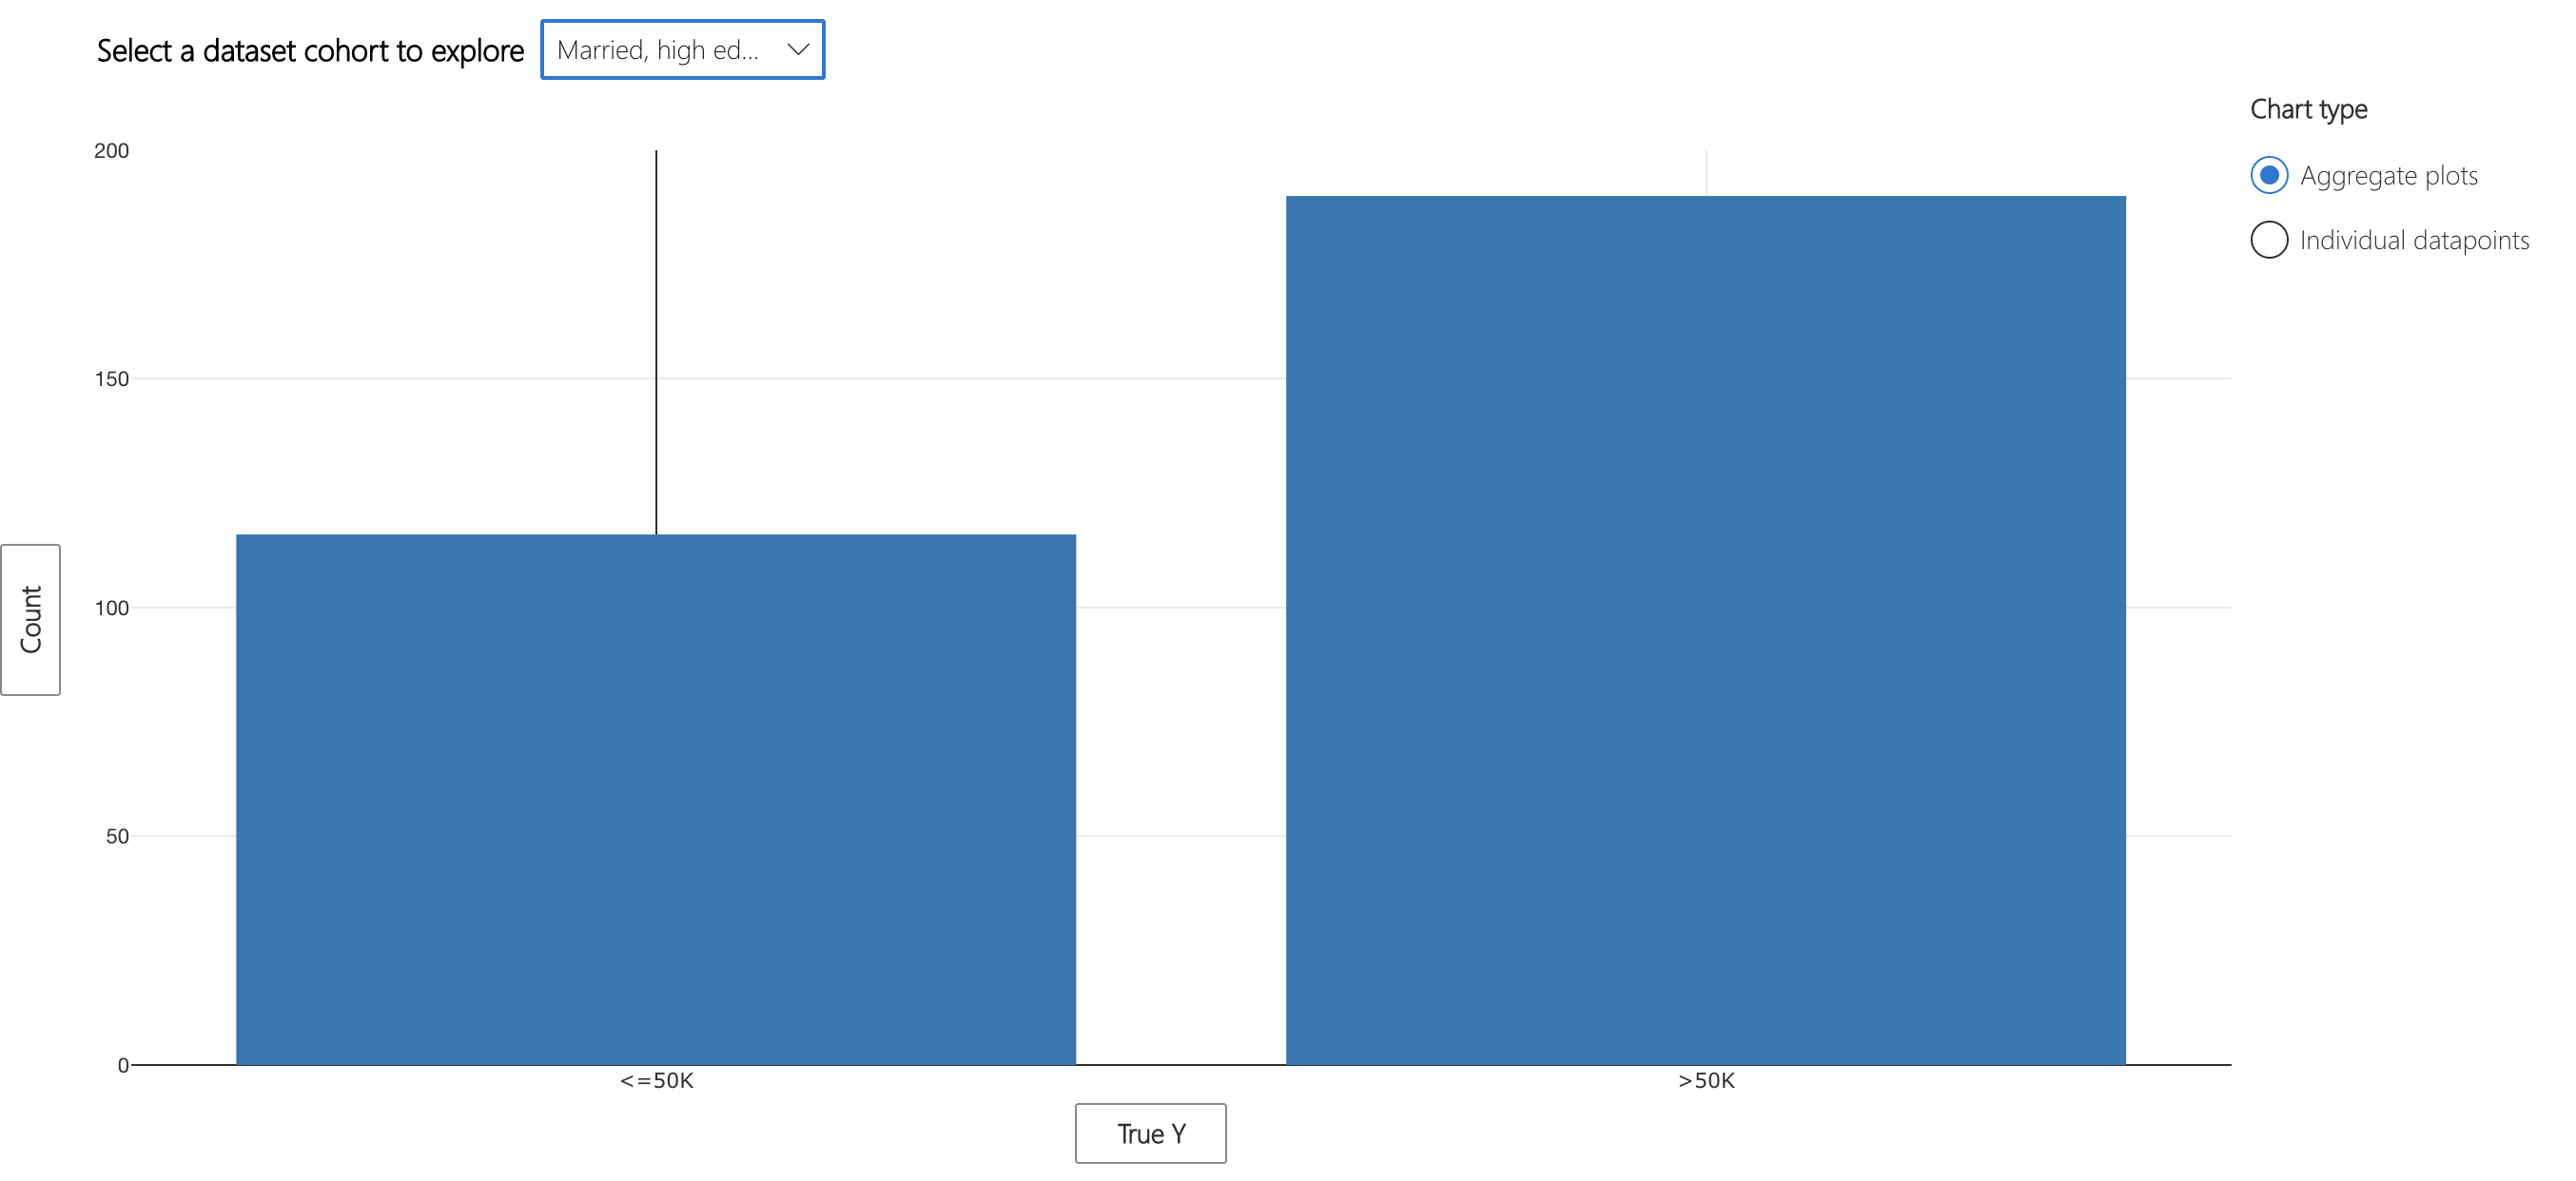 Select a dataset cohort to explore
Married, high ed...
Chart type
Aggregate plots
Individual datapoints
200
150
100
50
0
Count
<=50K
>50K
True Y